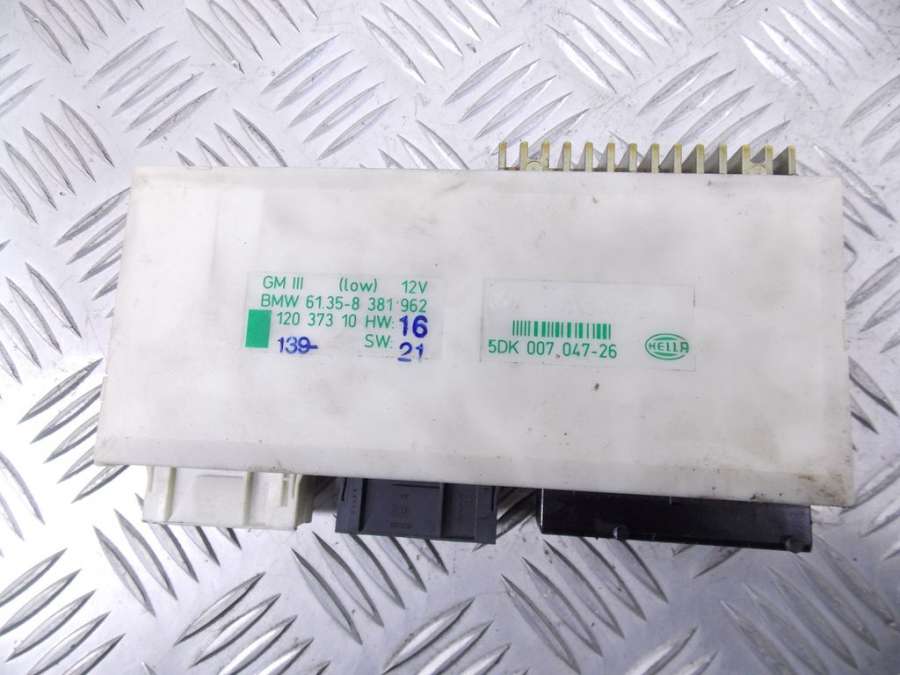 GM III (low) 12V
BMW 61.35-8 381 962
120 373 10 HW: 16
139- SW: 21
5DK 007 047-26
HELLA